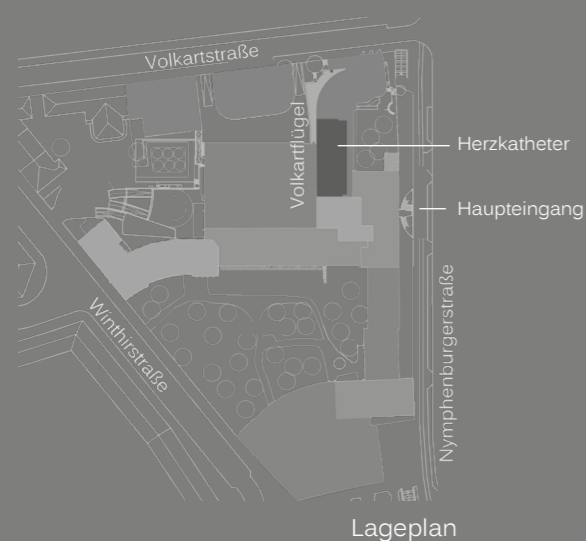 Volkartstraße
Volkartflügel
Herzkatheter
Haupteingang
Winthirstraße
Nymphenburgerstraße
Lageplan